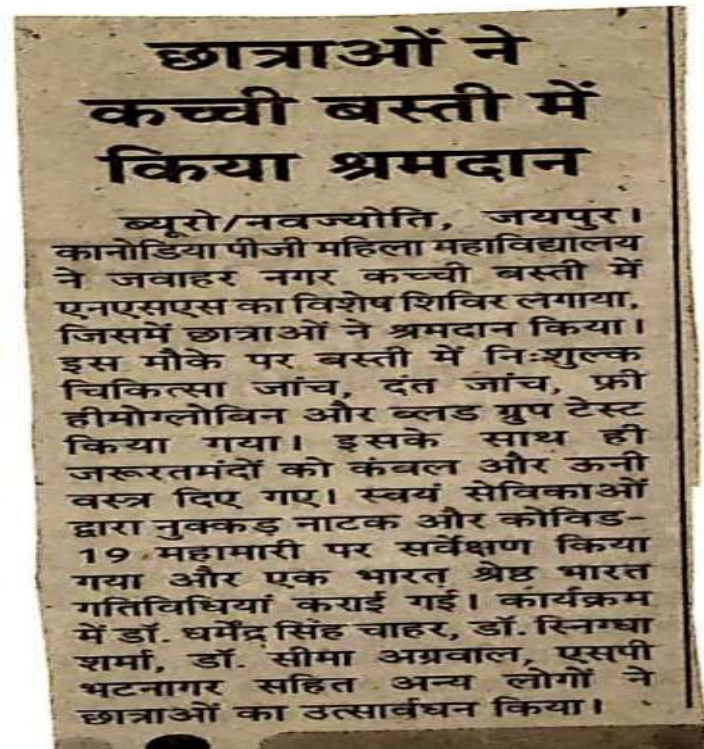 छात्राओं ने
कच्ची बस्ती में
किया श्रमदान
ब्यूरो/नवज्योति, जयपुर।
कानोडिया पीजी महिला महाविद्यालय
ने जवाहर नगर कच्ची बस्ती में
एनएसएस का विशेष शिविर लगाया,
जिसमें छात्राओं ने श्रमदान किया।
इस मौके पर बस्ती में निःशुल्क
चिकित्सा जांच, दंत जांच, फ्री
हीमोग्लोबिन और ब्लड ग्रुप टेस्ट
किया गया। इसके साथ ही
जरूरतमंदों को कंबल और ऊनी
वस्त्र दिए गए। स्वयं सेविकाओं
द्वारा नुक्कड़ नाटक और कोविड-
19 महामारी पर सर्वेक्षण किया
गया और एक भारत श्रेष्ठ भारत
गतिविधियां कराई गई। कार्यक्रम
में डॉ. धर्मेंद्र सिंह चाहर, डॉ. स्निग्धा
शर्मा, डॉ. सीमा अग्रवाल, एसपी
भटनागर सहित अन्य लोगों ने
छात्राओं का उत्सार्वधन किया।